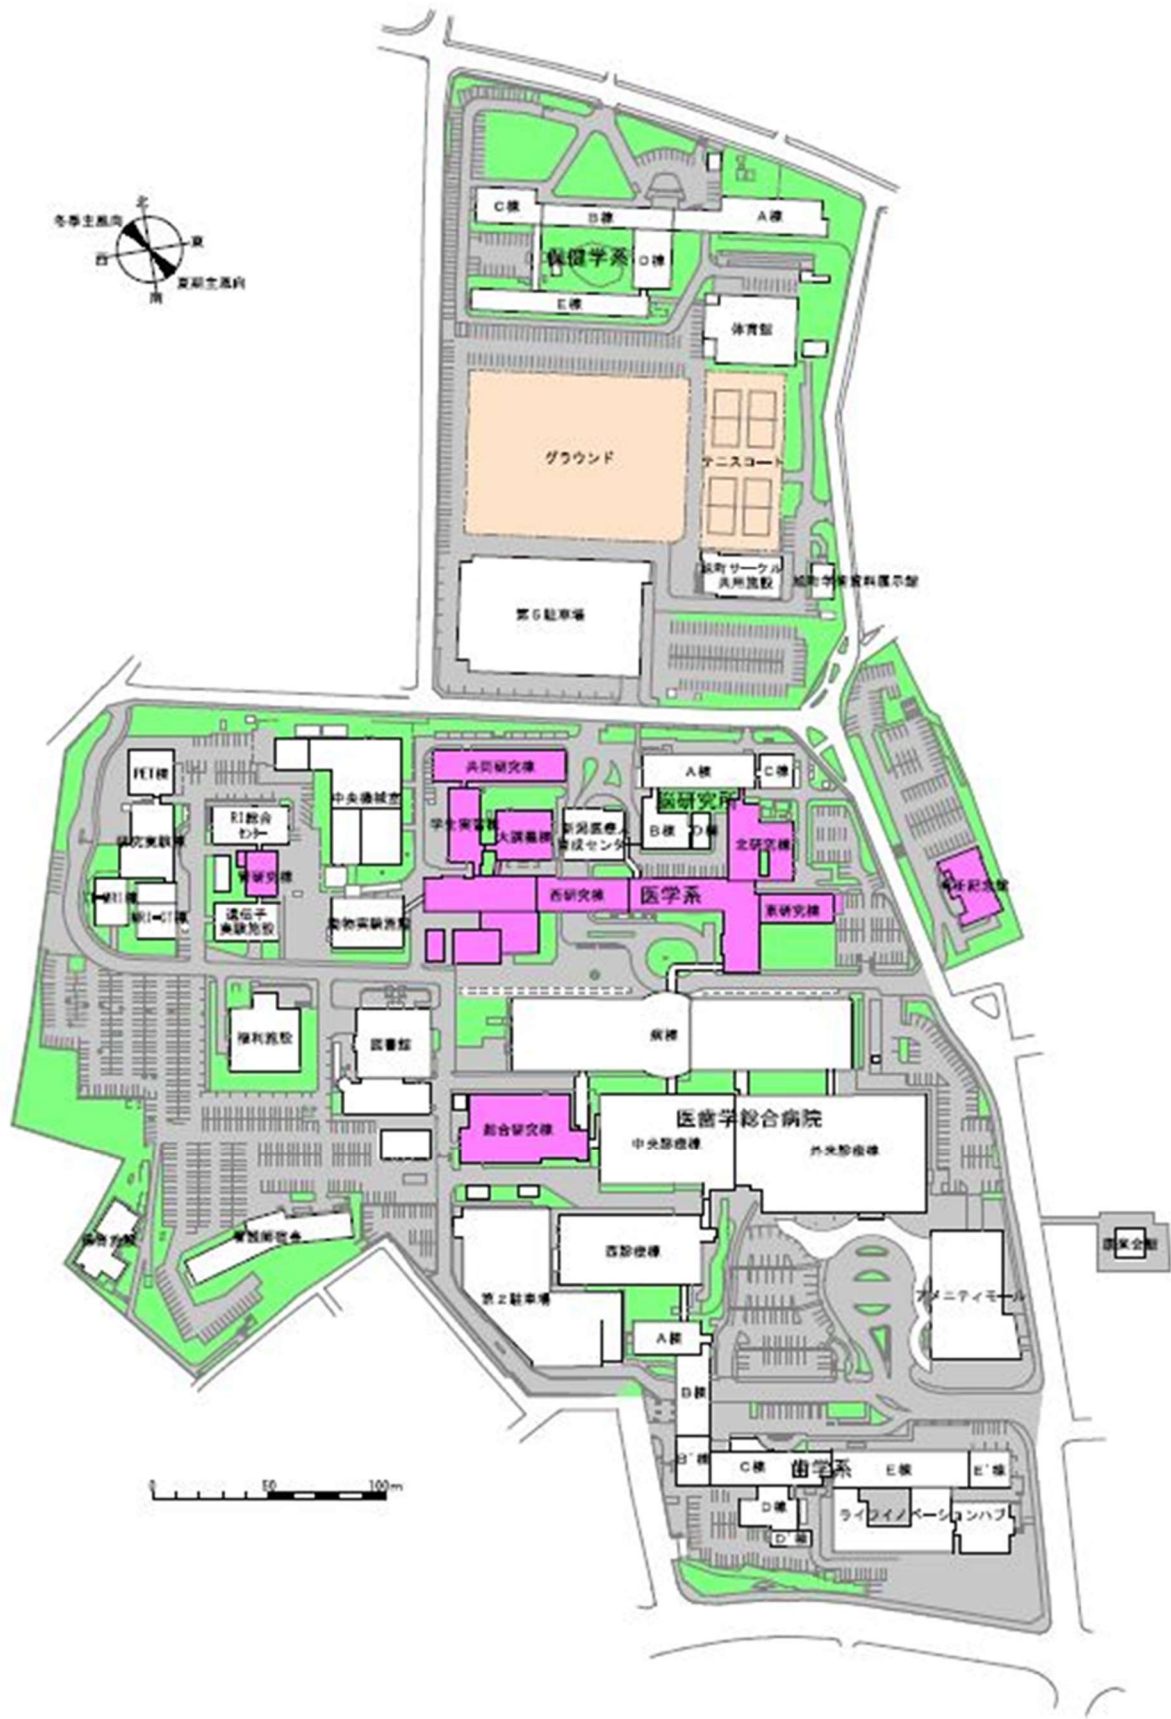 北
冬季主風向
東
西
夏期主風向
南
C棟
B棟
A棟
保健学系
D棟
E棟
体育館
グラウンド
テニスコート
旭町サークル
共用施設
旭町学術資料展示館
第5駐車場
PET棟
共同研究棟
A棟
C棟
中央機械室
脳研究所
RI総合
センター
学生実習棟
大講義棟
新潟医療人
育成センター
B棟
D棟
北研究棟
西研究棟
医学系
東研究棟
MRI-CT棟
遺伝子
実験施設
動物実験施設
福利施設
図書館
病棟
総合研究棟
医歯学総合病院
中央診療棟
外来診療棟
看護師宿舎
西診療棟
第2駐車場
アメニティモール
A棟
B棟
B'棟
C棟
歯学系
E棟
E'棟
0
50
100m
D棟
ライフイノベーションハブ
D'棟